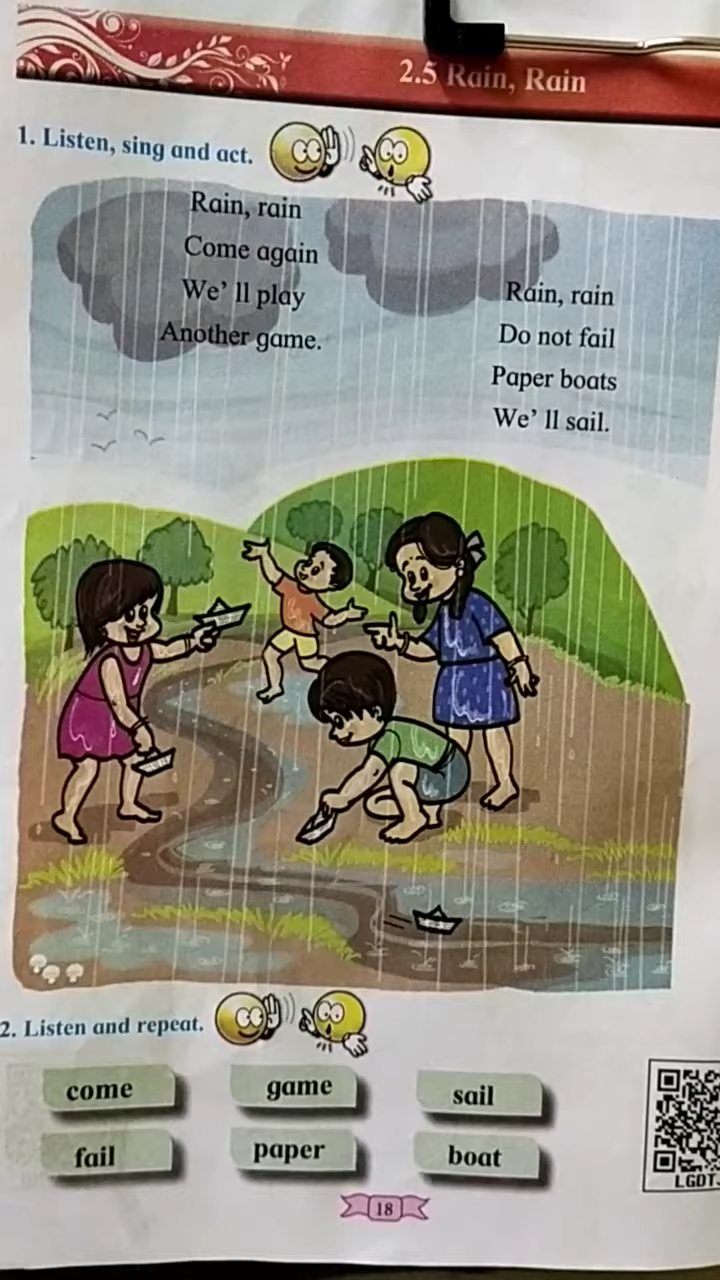 2.5 Rain, Rain
1. Listen, sing and act.
Rain, rain
Come again
We' ll play
Another game.
Rain, rain
Do not fail
Paper boats
We' ll sail.
2. Listen and repeat.
come
game
sail
fail
paper
boat
18